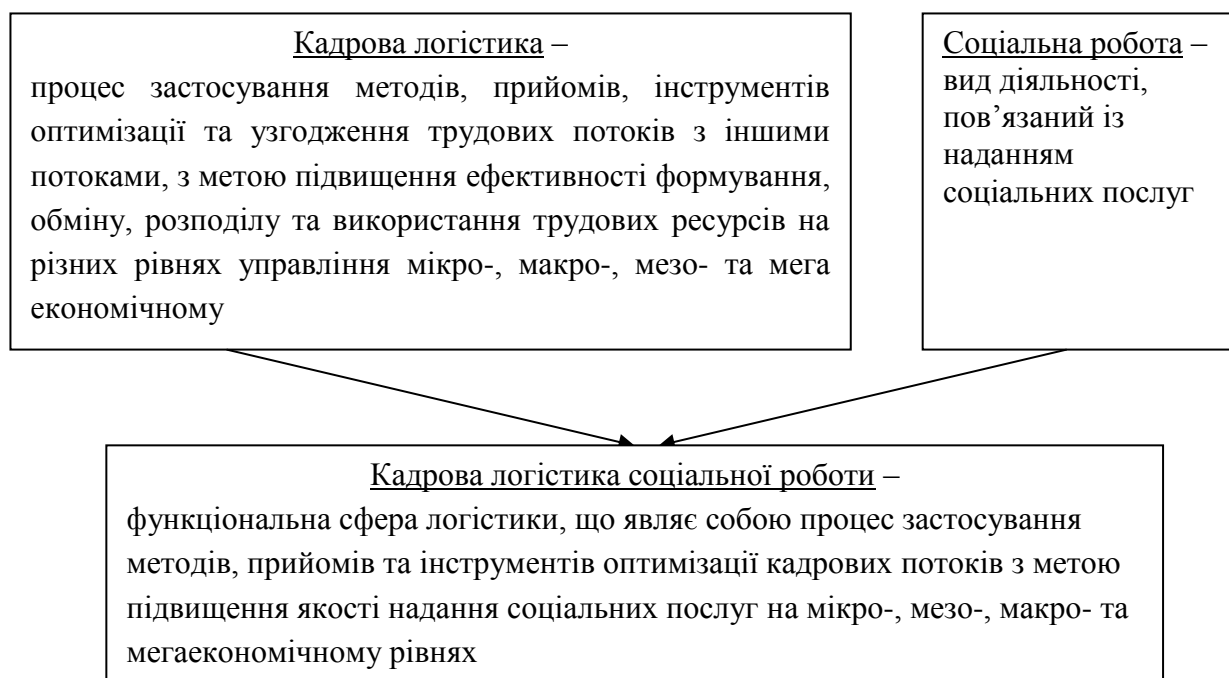 Кадрова логістика –
процес застосування методів, прийомів, інструментів
оптимізації та узгодження трудових потоків з іншими
потоками, з метою підвищення ефективності формування,
обміну, розподілу та використання трудових ресурсів на
різних рівнях управління мікро-, макро-, мезо- та мега
економічному
Соціальна робота –
вид діяльності,
пов’язаний із
наданням
соціальних послуг
Кадрова логістика соціальної роботи –
функціональна сфера логістики, що являє собою процес застосування
методів, прийомів та інструментів оптимізації кадрових потоків з метою
підвищення якості надання соціальних послуг на мікро-, мезо-, макро- та
мегаекономічному рівнях